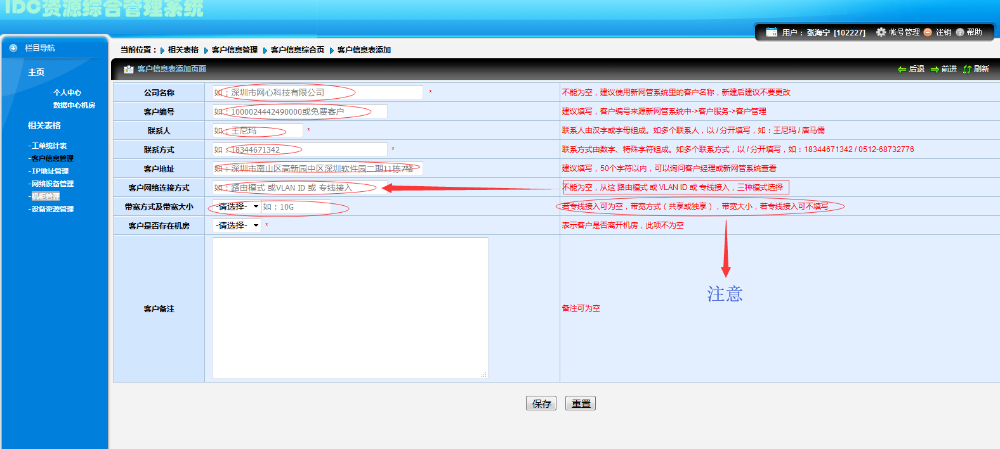 IDC资源综合管理系统
用户： 张海宁 [102227] 帐号管理 注销 帮助
栏目导航
主页
个人中心
数据中心机房
相关表格
-工单统计表
-客户信息管理
-IP地址管理
-网络设备管理
-机柜管理
-设备资源管理
当前位置： 相关表格 客户信息管理 客户信息综合页 客户信息表添加
客户信息表添加页面
后退 前进 刷新
公司名称 如：深圳市网心科技有限公司 * 不能为空，建议使用新网管系统里的客户名称，新建后建议不要更改
客户编号 如：1000024442490000或免费客户 建议填写，客户编号来源新网管系统中->客户服务->客户管理
联系人 如：王尼玛 * 联系人由汉字或字母组成。如多个联系人，以 / 分开填写，如：王尼玛 / 唐马儒
联系方式 如：18344671342 * 联系方式由数字、特殊字符组成。如多个联系方式，以 / 分开填写，如：18344671342 / 0512-68732776
客户地址 如：深圳市南山区高新园中区深圳软件园二期11栋7楼 建议填写，50个字符以内，可以询问客户经理或新网管系统查看
客户网络连接方式 如：路由模式 或VLAN ID 或 专线接入 不能为空，从这 路由模式 或 VLAN ID 或 专线接入，三种模式选择
带宽方式及带宽大小 -请选择- 如：10G 若专线接入可为空，带宽方式（共享或独享），带宽大小，若专线接入可不填写
客户是否存在机房 -请选择- * 表示客户是否离开机房，此项不为空
注意
客户备注 备注可为空
保存 重置